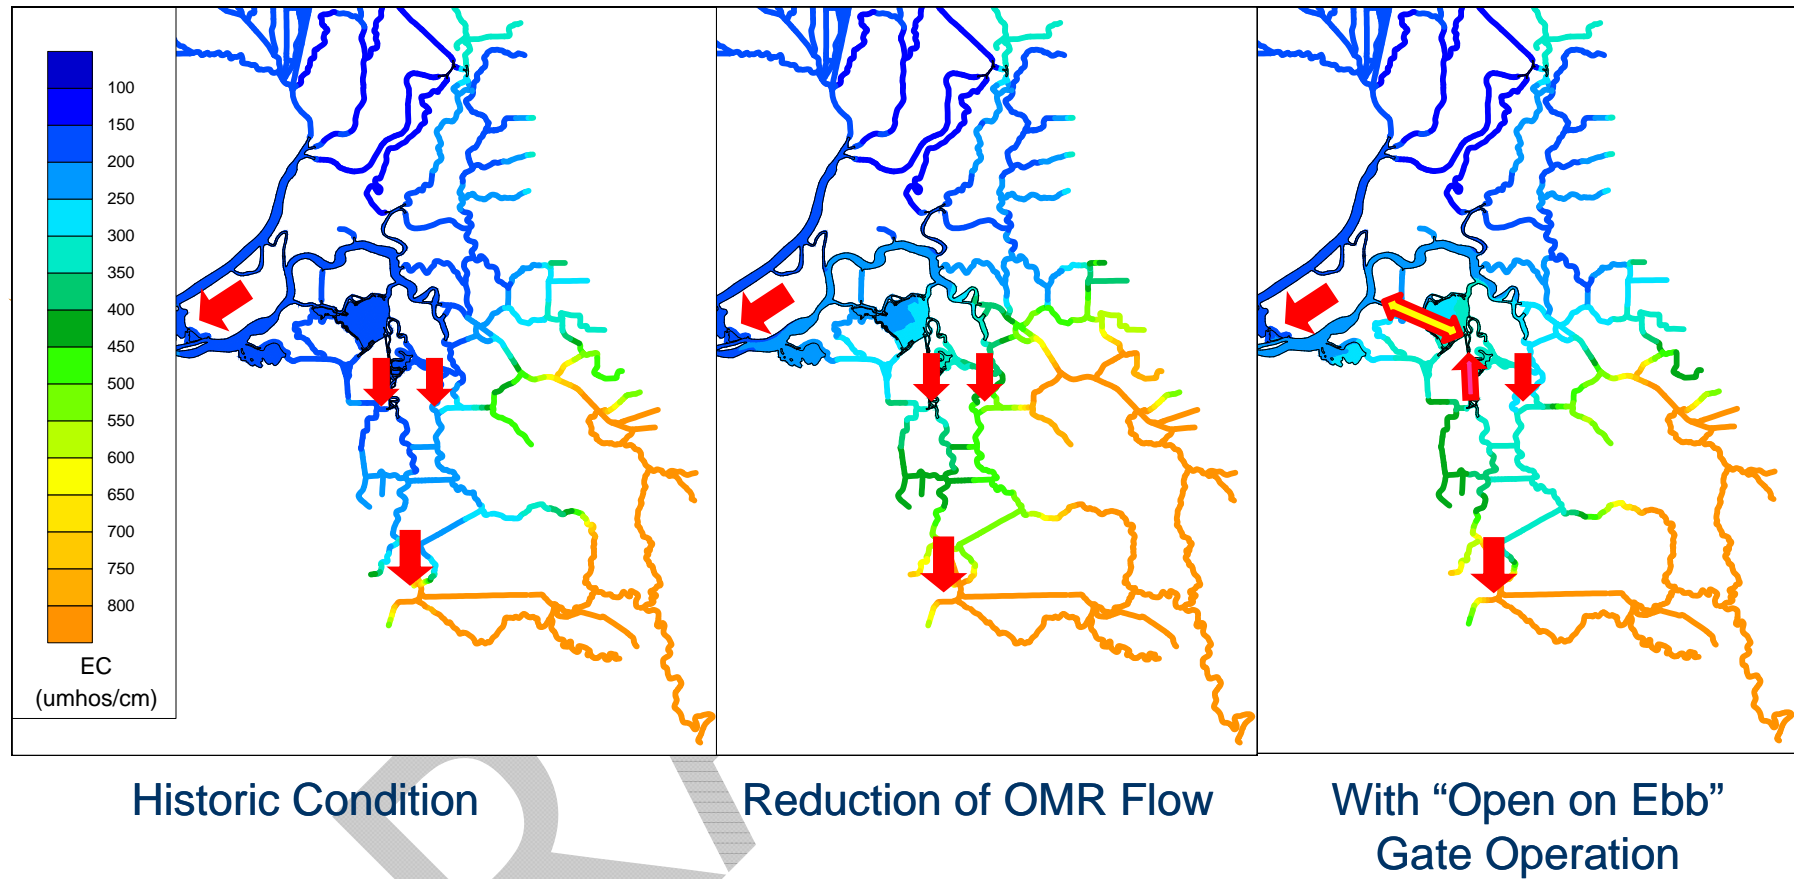 100
150
200
250
300
350
400
450
500
550
600
650
700
750
800
EC
(umhos/cm)
Historic Condition
Reduction of OMR Flow
With “Open on Ebb”
Gate Operation